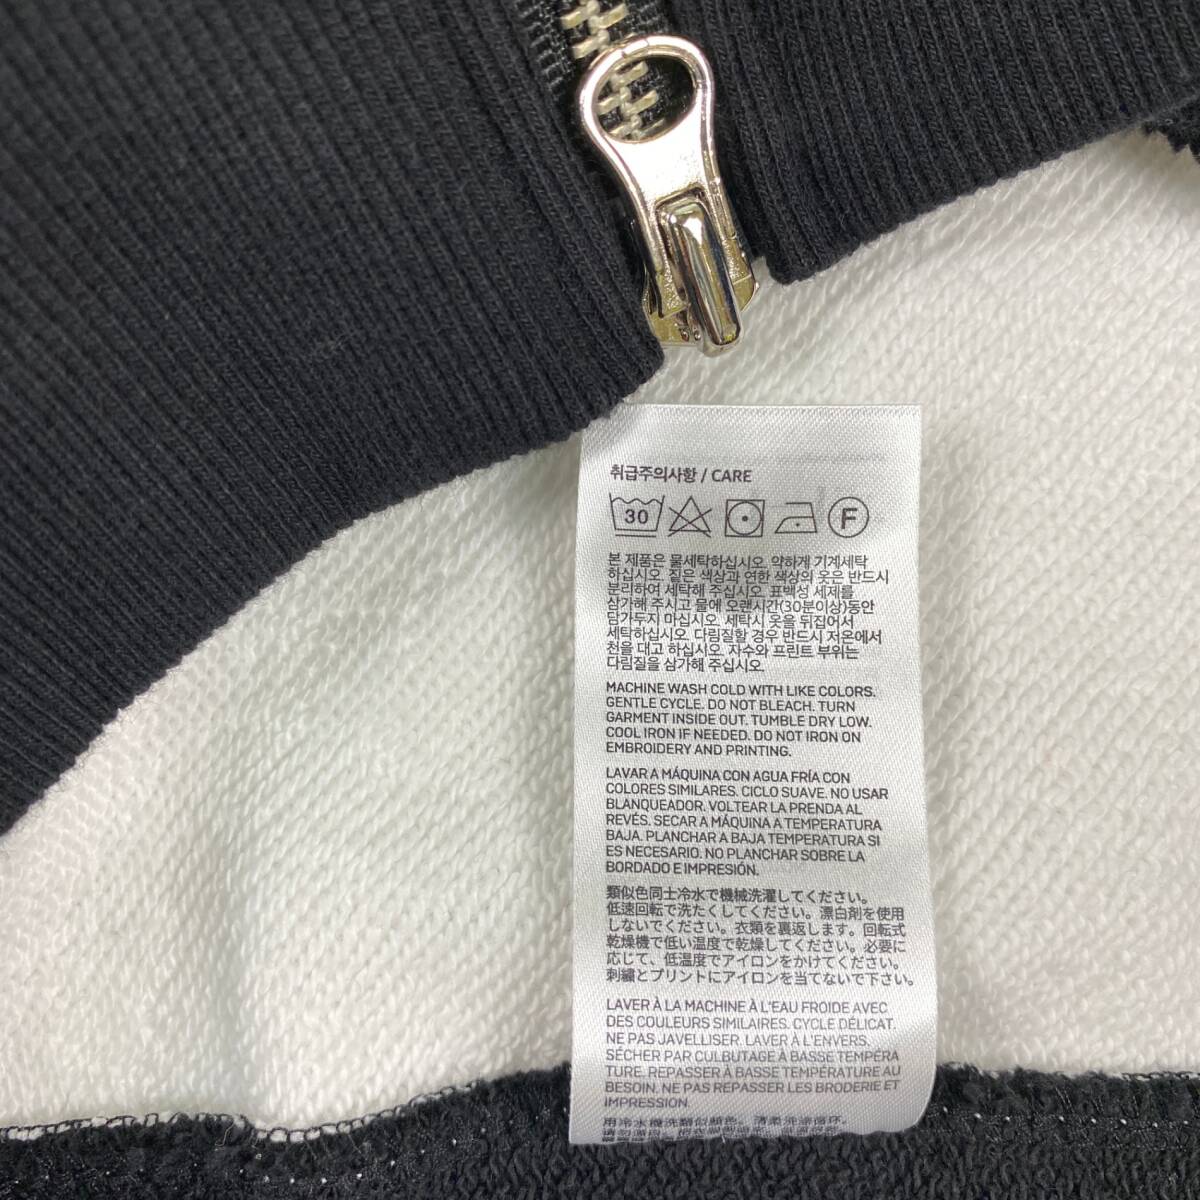 취급주의사항 / CARE
30 F
본 제품은 물세탁하십시오. 약하게 기계세탁
하십시오. 짙은 색상과 연한 색상의 옷은 반드시
분리하여 세탁해 주십시오. 표백성 세제를
삼가해 주시고 물에 오랜시간(30분이상)동안
담가두지 마십시오. 세탁시 옷을 뒤집어서
세탁하십시오. 다림질할 경우 반드시 저온에서
천을 대고 하십시오. 자수와 프린트 부위는
다림질을 삼가해 주십시오.
MACHINE WASH COLD WITH LIKE COLORS.
GENTLE CYCLE. DO NOT BLEACH. TURN
GARMENT INSIDE OUT. TUMBLE DRY LOW.
COOL IRON IF NEEDED. DO NOT IRON ON
EMBROIDERY AND PRINTING.
LAVAR A MÁQUINA CON AGUA FRÍA CON
COLORES SIMILARES. CICLO SUAVE. NO USAR
BLANQUEADOR. VOLTEAR LA PRENDA AL
REVÉS. SECAR A MÁQUINA A TEMPERATURA
BAJA. PLANCHAR A BAJA TEMPERATURA SI
ES NECESARIO. NO PLANCHAR SOBRE LA
BORDADO E IMPRESIÓN.
類似色同士冷水で機械洗濯してください。
低速回転で洗たくしてください。漂白剤を使用
しないでください。衣類を裏返します。回転式
乾燥機で低い温度で乾燥してください。必要に
応じて、低温度でアイロンをかけてください。
刺繍とプリントにアイロンを当てないで下さい。
LAVER À LA MACHINE À L'EAU FROIDE AVEC
DES COULEURS SIMILAIRES. CYCLE DÉLICAT.
NE PAS JAVELLISER. LAVER À L'ENVERS.
SÉCHER PAR CULBUTAGE À BASSE TEMPÉRA
TURE. REPASSER À BASSE TEMPÉRATURE AU
BESOIN. NE PAS REPASSER LES BRODERIE ET
IMPRESSION.
用冷水機洗類似顏色。薄柔洗滌循环。